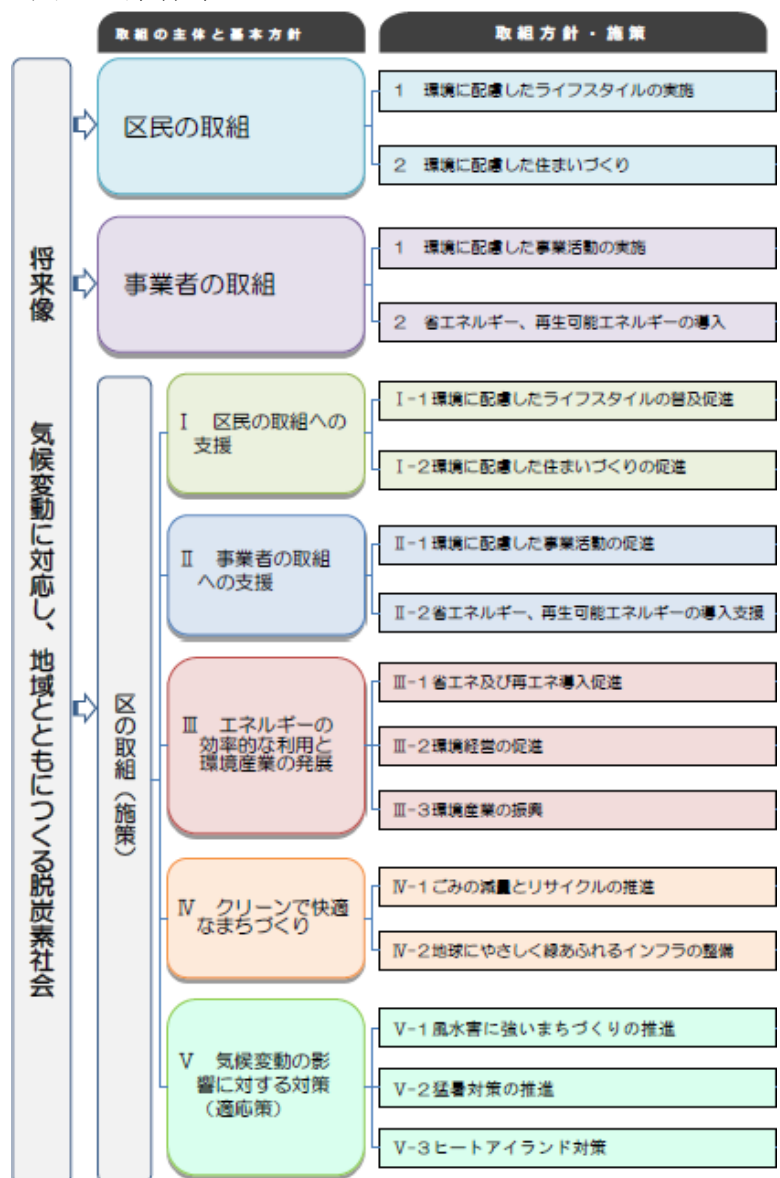 取組の主体と基本方針
取組方針・施策
将来像　気候変動に対応し、地域とともにつくる脱炭素社会
区民の取組
1　環境に配慮したライフスタイルの実施
2　環境に配慮した住まいづくり
事業者の取組
1　環境に配慮した事業活動の実施
2　省エネルギー、再生可能エネルギーの導入
区の取組（施策）
Ⅰ　区民の取組への
支援
Ⅰ-1環境に配慮したライフスタイルの普及促進
Ⅰ-2環境に配慮した住まいづくりの促進
Ⅱ　事業者の取組
への支援
Ⅱ-1環境に配慮した事業活動の促進
Ⅱ-2省エネルギー、再生可能エネルギーの導入支援
Ⅲ　エネルギーの
効率的な利用と
環境産業の発展
Ⅲ-1省エネ及び再エネ導入促進
Ⅲ-2環境経営の促進
Ⅲ-3環境産業の振興
Ⅳ　クリーンで快適
なまちづくり
Ⅳ-1ごみの減量とリサイクルの推進
Ⅳ-2地球にやさしく緑あふれるインフラの整備
Ⅴ　気候変動の影
響に対する対策
（適応策）
Ⅴ-1風水害に強いまちづくりの推進
Ⅴ-2猛暑対策の推進
Ⅴ-3ヒートアイランド対策